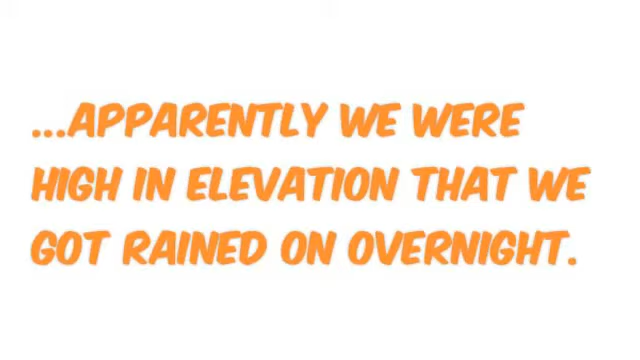 ...APPARENTLY WE WERE
HIGH IN ELEVATION THAT WE
GOT RAINED ON OVERNIGHT.